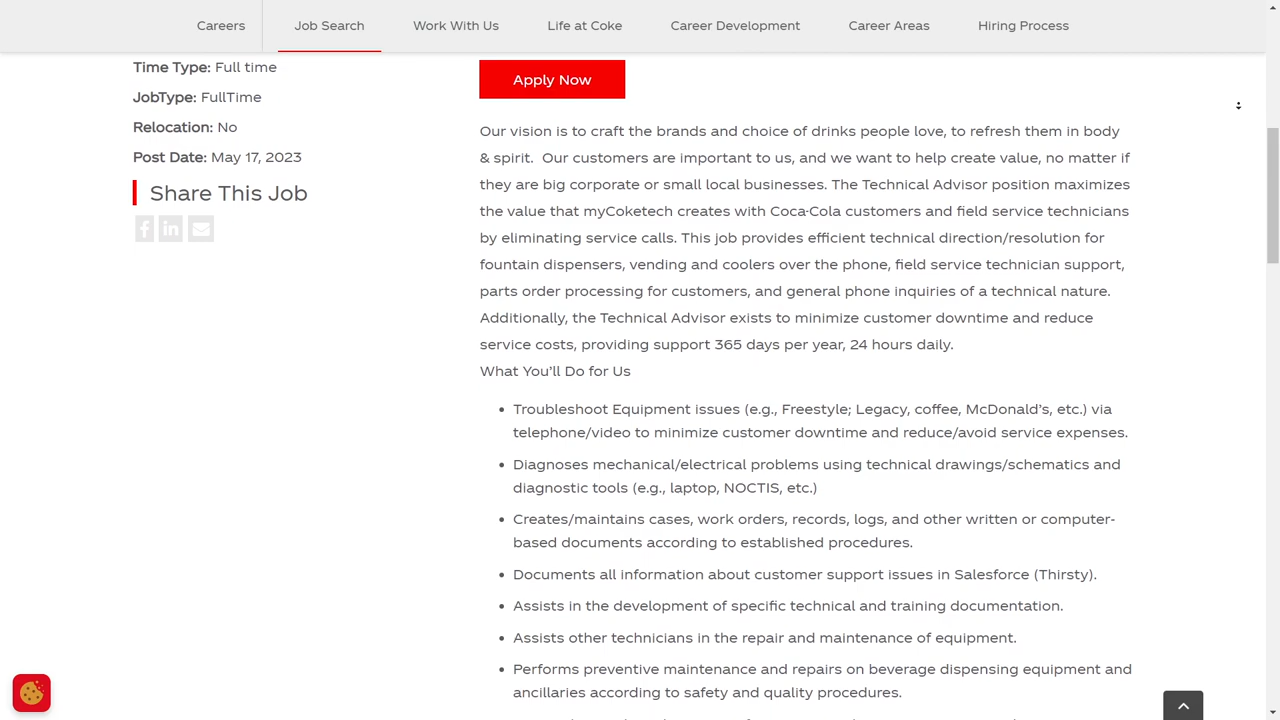 Careers
Job Search
Work With Us
Life at Coke
Career Development
Career Areas
Hiring Process
Time Type: Full time
JobType: FullTime
Relocation: No
Post Date: May 17, 2023
Share This Job
Apply Now
Our vision is to craft the brands and choice of drinks people love, to refresh them in body
& spirit.  Our customers are important to us, and we want to help create value, no matter if
they are big corporate or small local businesses. The Technical Advisor position maximizes
the value that myCoketech creates with Coca-Cola customers and field service technicians
by eliminating service calls. This job provides efficient technical direction/resolution for
fountain dispensers, vending and coolers over the phone, field service technician support,
parts order processing for customers, and general phone inquiries of a technical nature.
Additionally, the Technical Advisor exists to minimize customer downtime and reduce
service costs, providing support 365 days per year, 24 hours daily.
What You’ll Do for Us
• Troubleshoot Equipment issues (e.g., Freestyle; Legacy, coffee, McDonald’s, etc.) via
telephone/video to minimize customer downtime and reduce/avoid service expenses.
• Diagnoses mechanical/electrical problems using technical drawings/schematics and
diagnostic tools (e.g., laptop, NOCTIS, etc.)
• Creates/maintains cases, work orders, records, logs, and other written or computer-
based documents according to established procedures.
• Documents all information about customer support issues in Salesforce (Thirsty).
• Assists in the development of specific technical and training documentation.
• Assists other technicians in the repair and maintenance of equipment.
• Performs preventive maintenance and repairs on beverage dispensing equipment and
ancillaries according to safety and quality procedures.